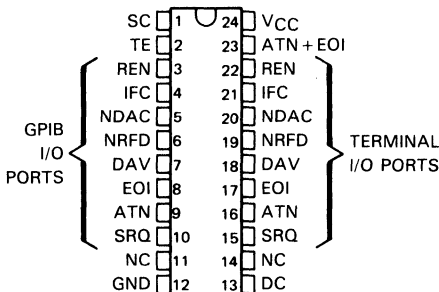 SC 1 24 VCC
TE 2 23 ATN + EOI
REN 3 22 REN
IFC 4 21 IFC
NDAC 5 20 NDAC
NRFD 6 19 NRFD
DAV 7 18 DAV
EOI 8 17 EOI
ATN 9 16 ATN
SRQ 10 15 SRQ
NC 11 14 NC
GND 12 13 DC
GPIB
I/O
PORTS
TERMINAL
I/O PORTS